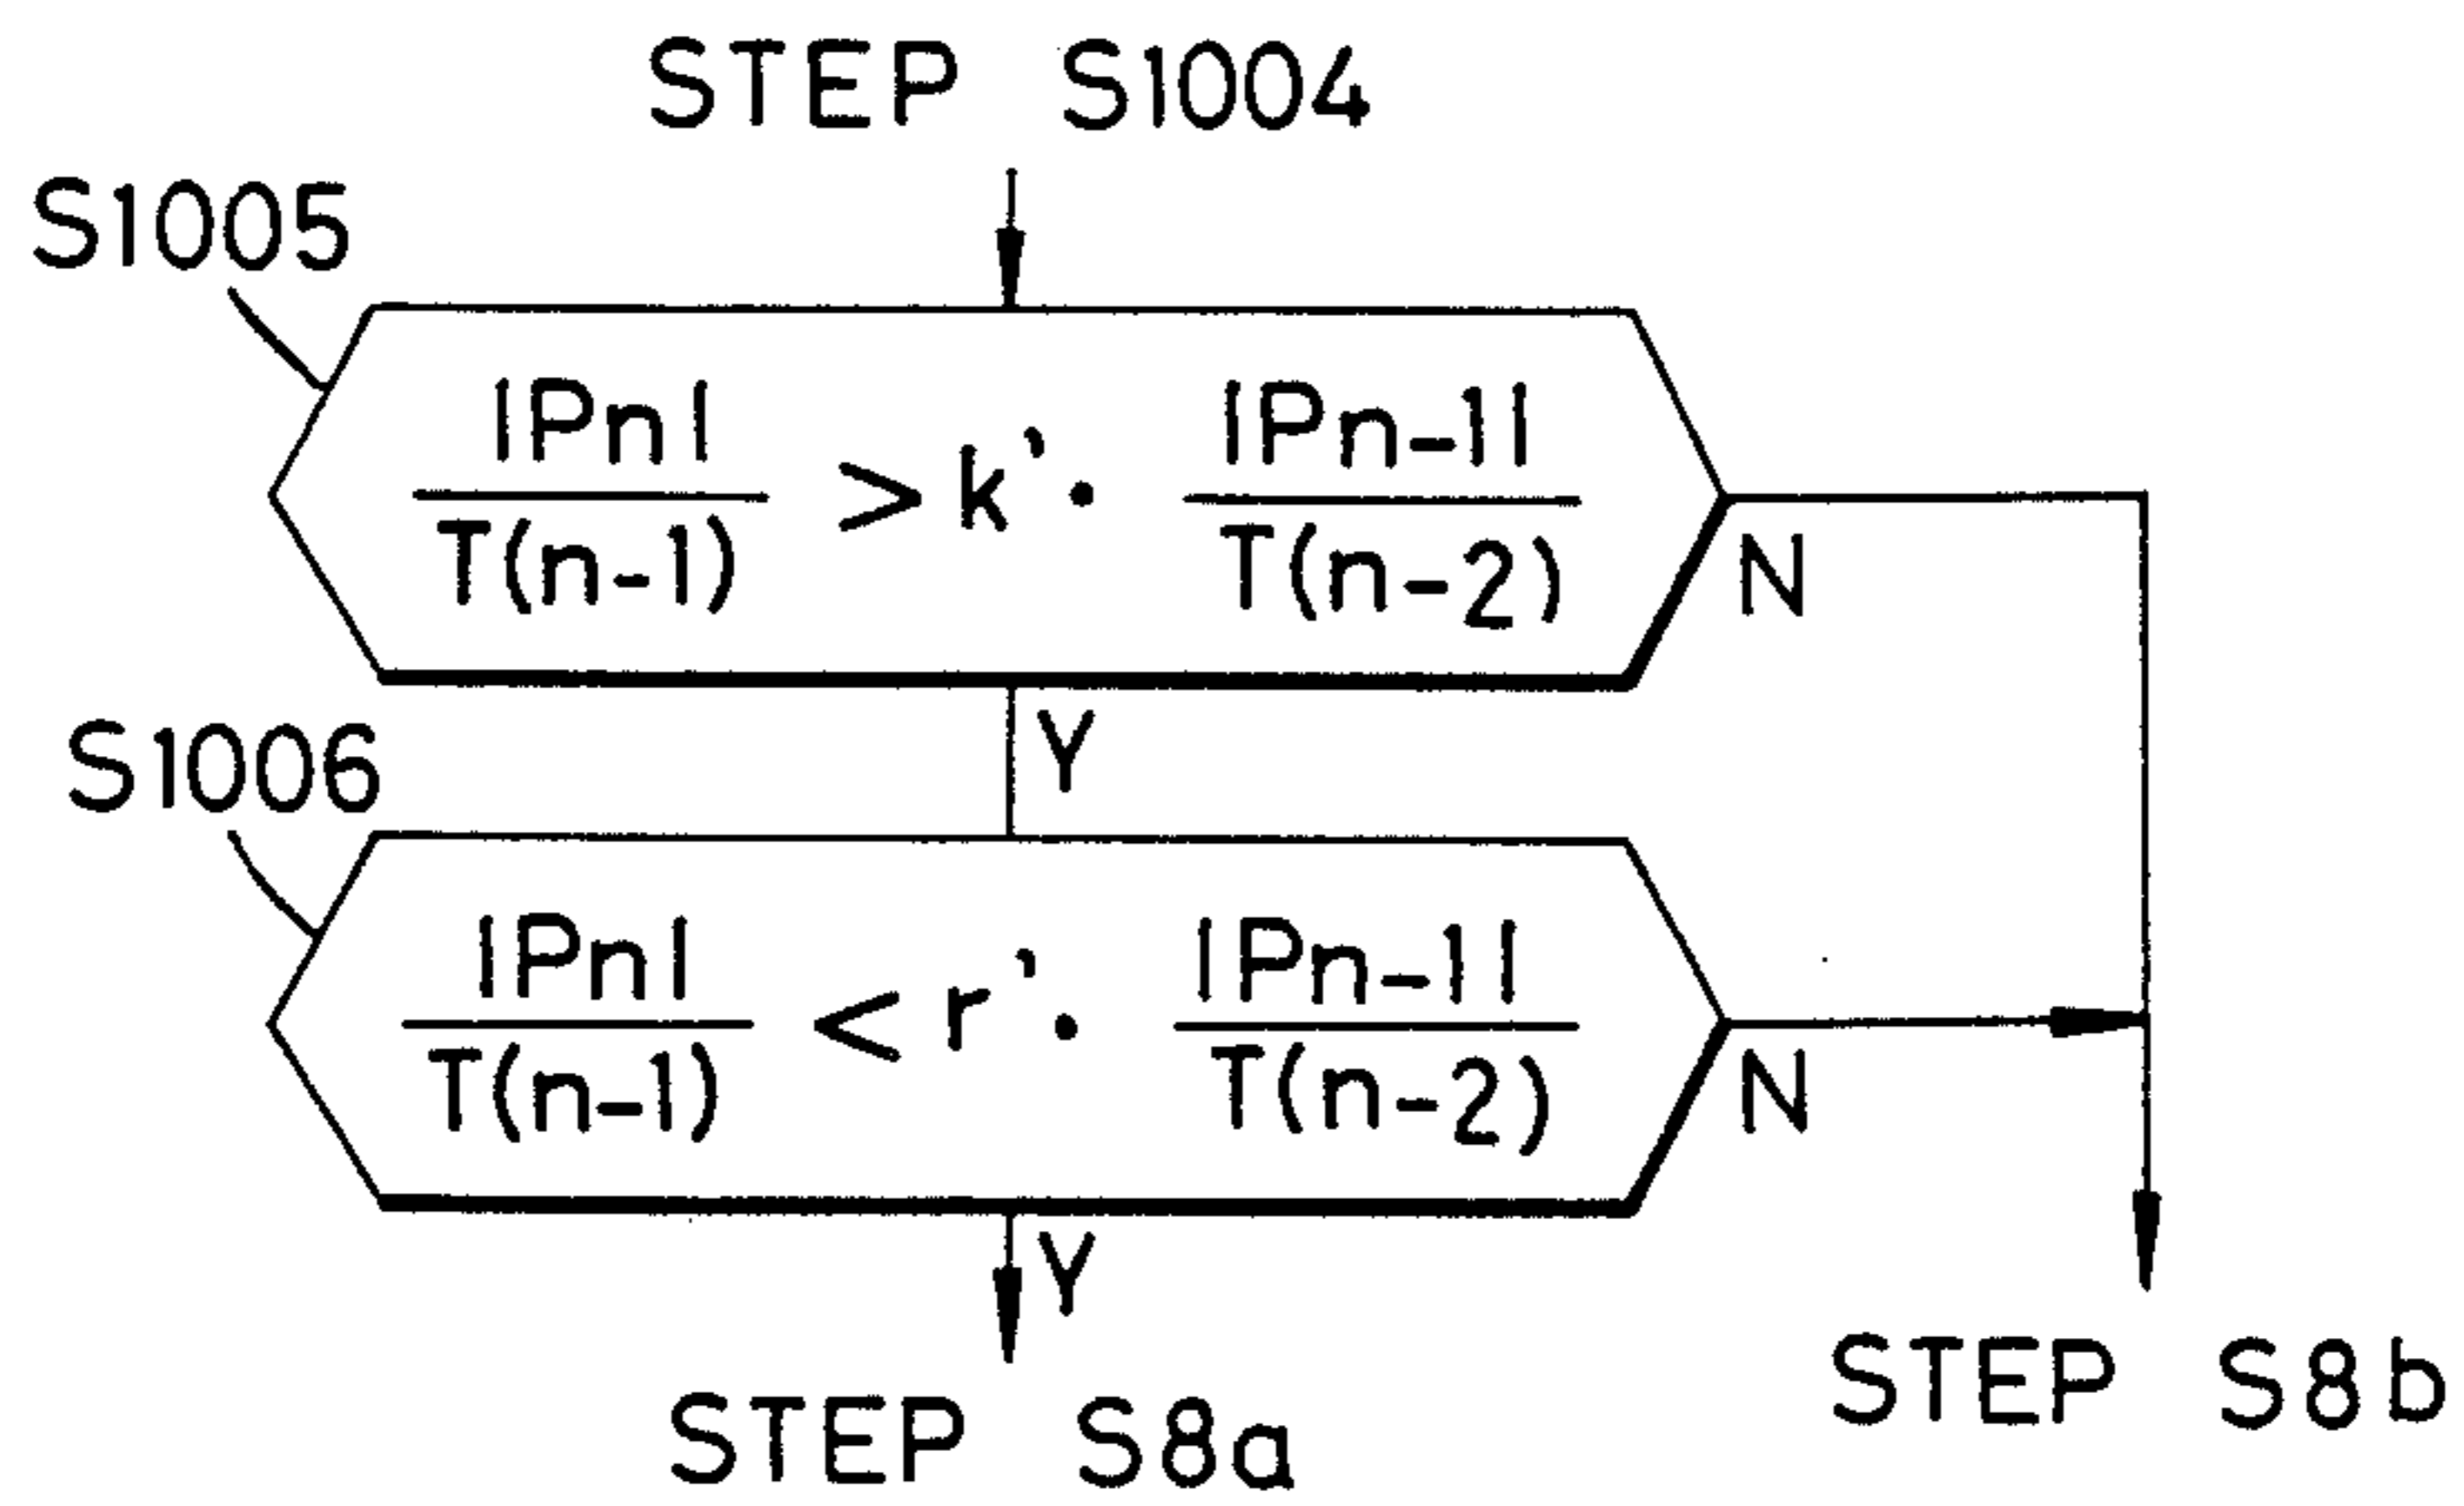 STEP S1004
S1005
|Pn| / T(n-1) > k'· |Pn-1| / T(n-2)
N
Y
S1006
|Pn| / T(n-1) < r'· |Pn-1| / T(n-2)
N
Y
STEP S8b
STEP S8a